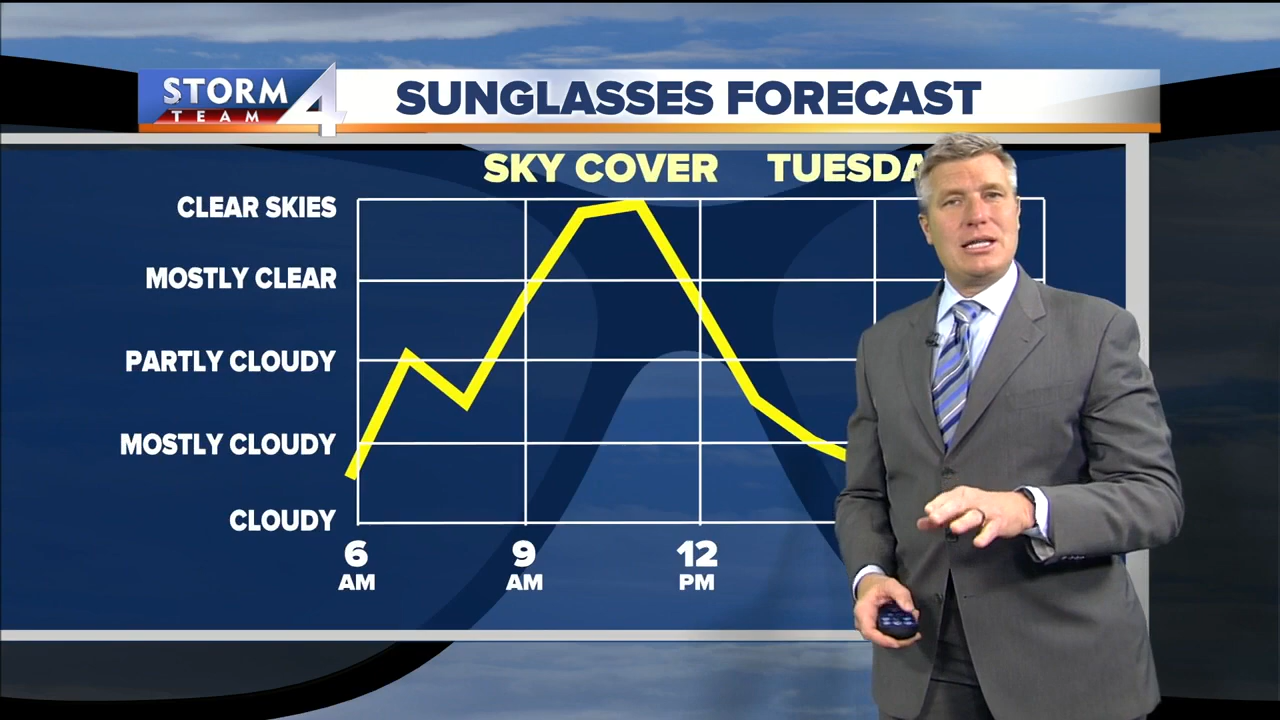 STORM
TEAM
4
SUNGLASSES FORECAST
SKY COVER TUESDA
CLEAR SKIES
MOSTLY CLEAR
PARTLY CLOUDY
MOSTLY CLOUDY
CLOUDY
6 9 12
AM AM PM